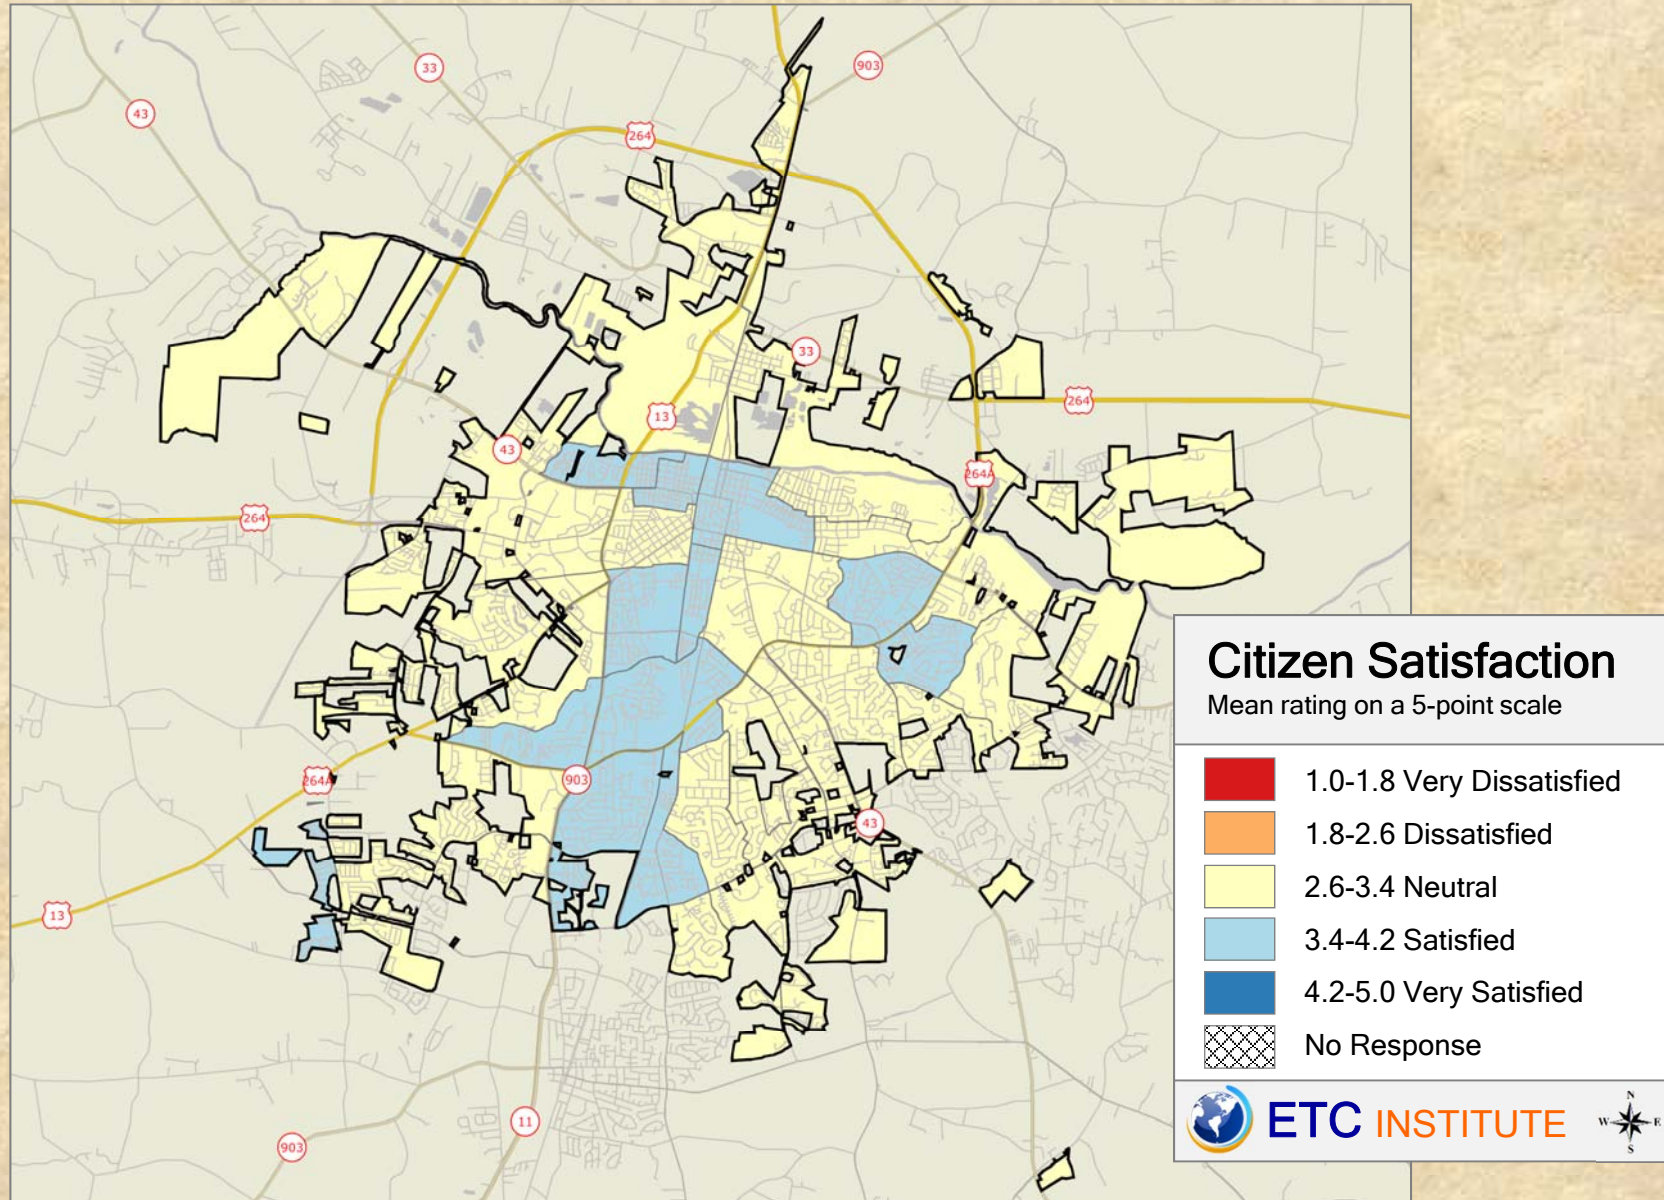 903
33
43
264
33
264
13
43
264A
264
903
264A
43
13
11
903
Citizen Satisfaction
Mean rating on a 5-point scale
1.0-1.8 Very Dissatisfied
1.8-2.6 Dissatisfied
2.6-3.4 Neutral
3.4-4.2 Satisfied
4.2-5.0 Very Satisfied
No Response
ETC INSTITUTE
N
W E
S